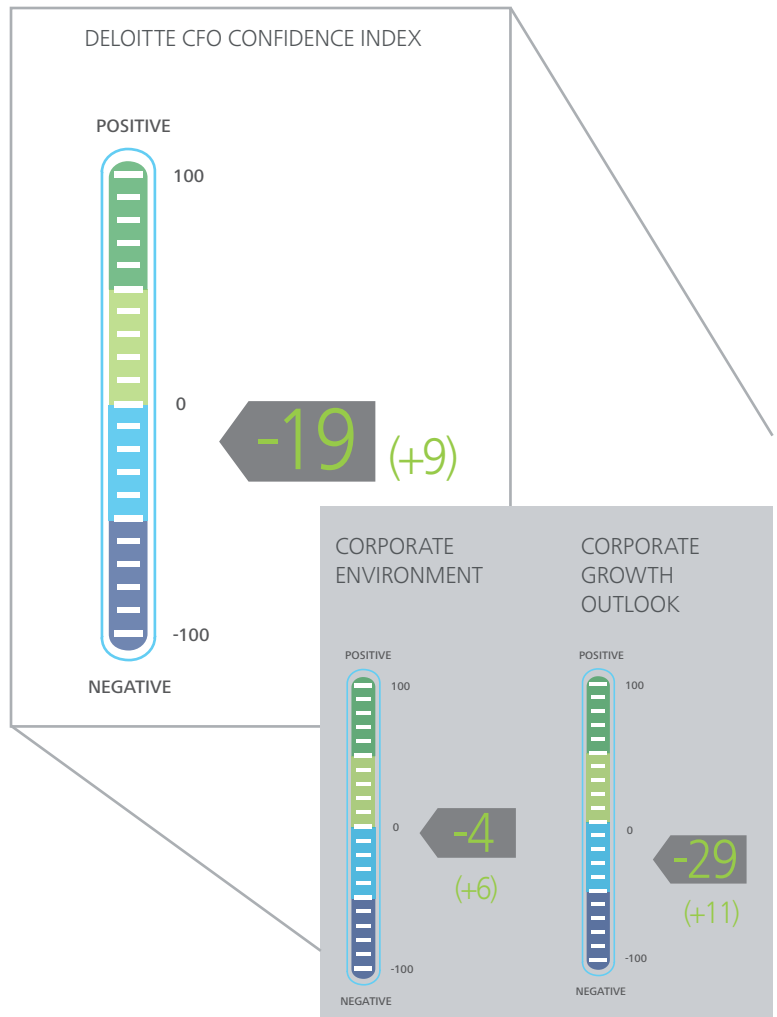 DELOITTE CFO CONFIDENCE INDEX
POSITIVE
100
0
-19 (+9)
-100
NEGATIVE
CORPORATE
ENVIRONMENT
POSITIVE
100
0
-4
(+6)
-100
NEGATIVE
CORPORATE
GROWTH
OUTLOOK
POSITIVE
100
0
-29
(+11)
-100
NEGATIVE